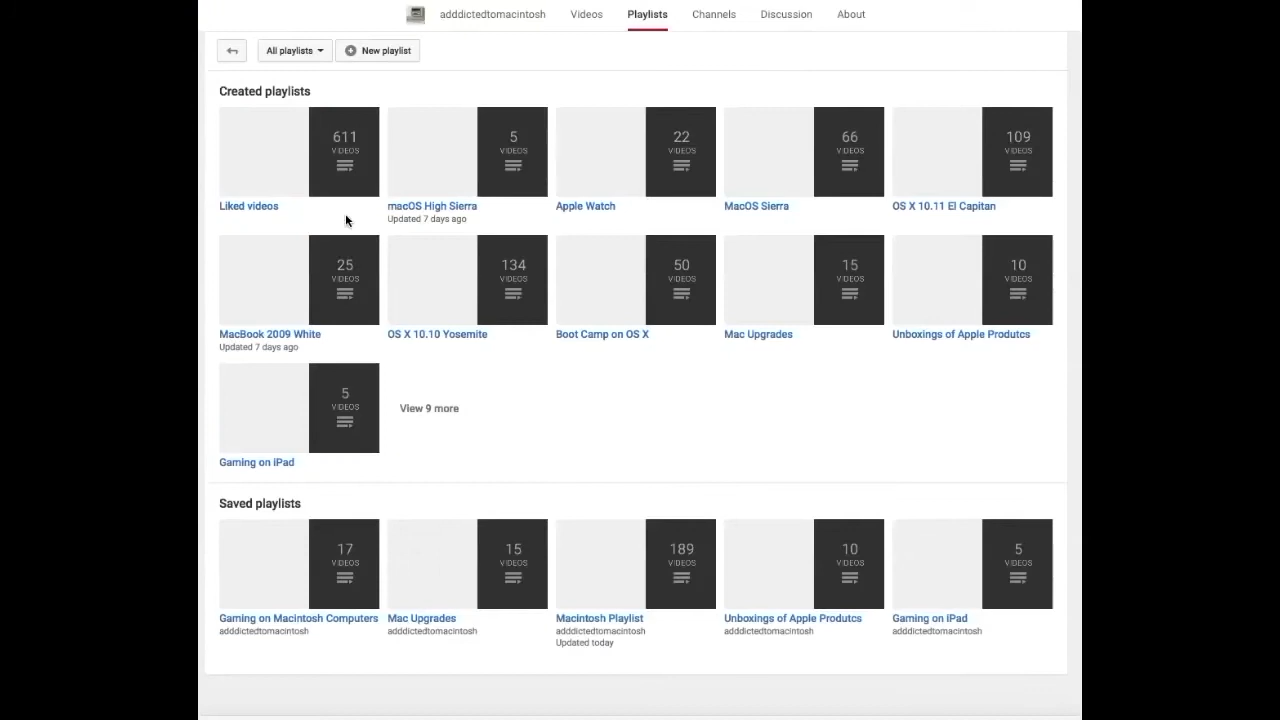 adddictedtomacintosh Videos Playlists Channels Discussion About
All playlists New playlist
Created playlists
611 VIDEOS
Liked videos
5 VIDEOS
macOS High Sierra
Updated 7 days ago
22 VIDEOS
Apple Watch
66 VIDEOS
MacOS Sierra
109 VIDEOS
OS X 10.11 El Capitan
25 VIDEOS
MacBook 2009 White
Updated 7 days ago
134 VIDEOS
OS X 10.10 Yosemite
50 VIDEOS
Boot Camp on OS X
15 VIDEOS
Mac Upgrades
10 VIDEOS
Unboxings of Apple Produtcs
5 VIDEOS
Gaming on iPad
View 9 more
Saved playlists
17 VIDEOS
Gaming on Macintosh Computers
adddictedtomacintosh
15 VIDEOS
Mac Upgrades
adddictedtomacintosh
189 VIDEOS
Macintosh Playlist
adddictedtomacintosh
Updated today
10 VIDEOS
Unboxings of Apple Produtcs
adddictedtomacintosh
5 VIDEOS
Gaming on iPad
adddictedtomacintosh